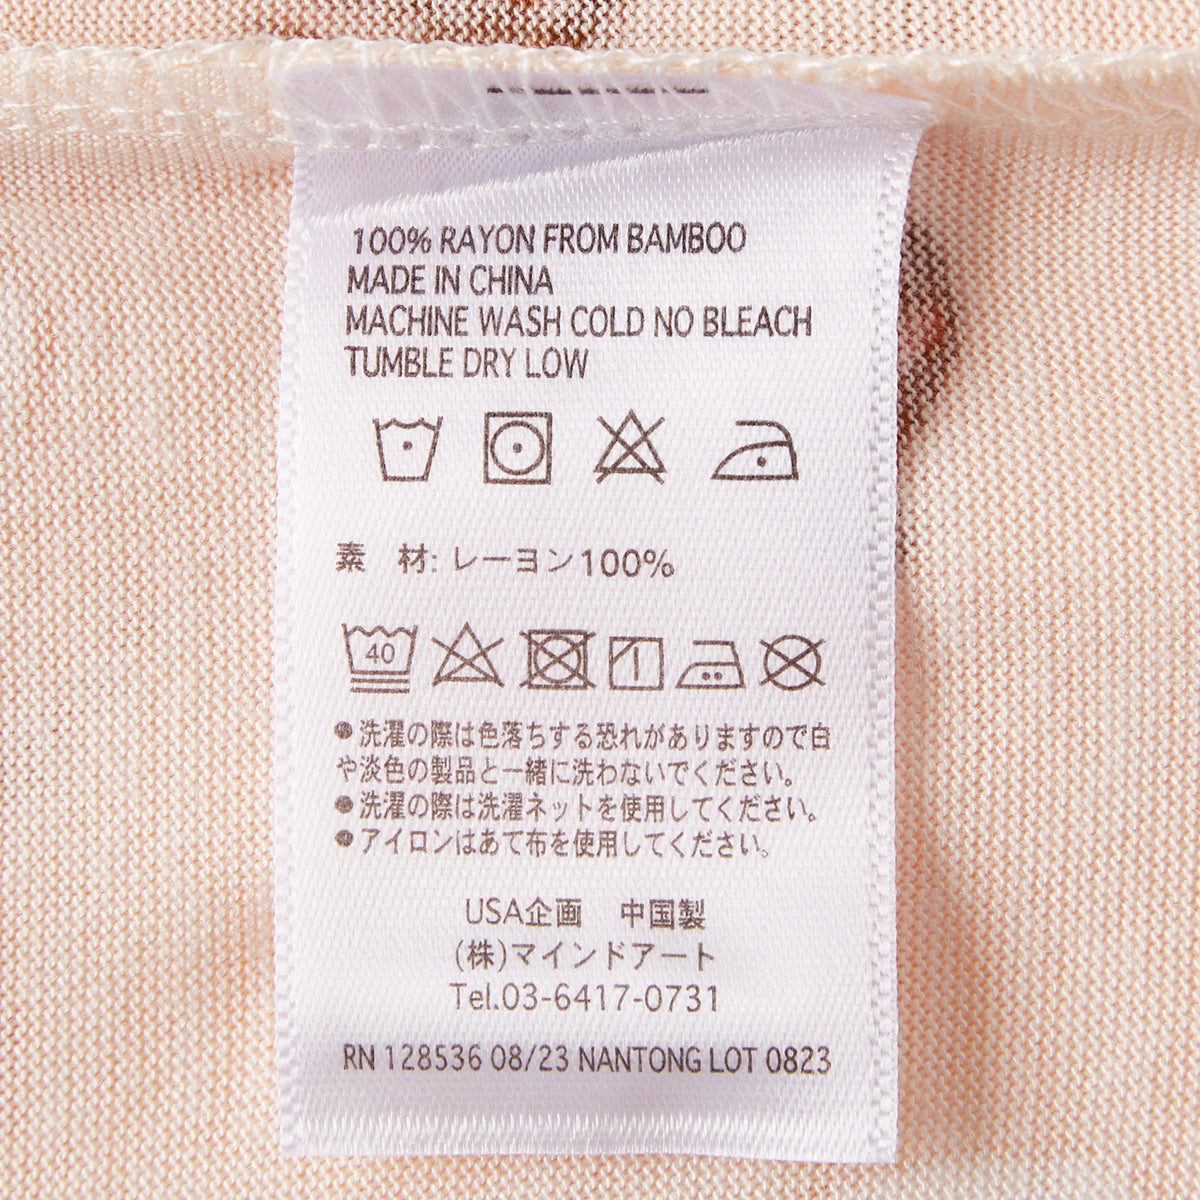 100% RAYON FROM BAMBOO
MADE IN CHINA
MACHINE WASH COLD NO BLEACH
TUMBLE DRY LOW
素 材: レーヨン100%
40
●洗濯の際は色落ちする恐れがありますので白
や淡色の製品と一緒に洗わないでください。
●洗濯の際は洗濯ネットを使用してください。
●アイロンはあて布を使用してください。
USA企画 中国製
(株)マインドアート
Tel.03-6417-0731
RN 128536 08/23 NANTONG LOT 0823